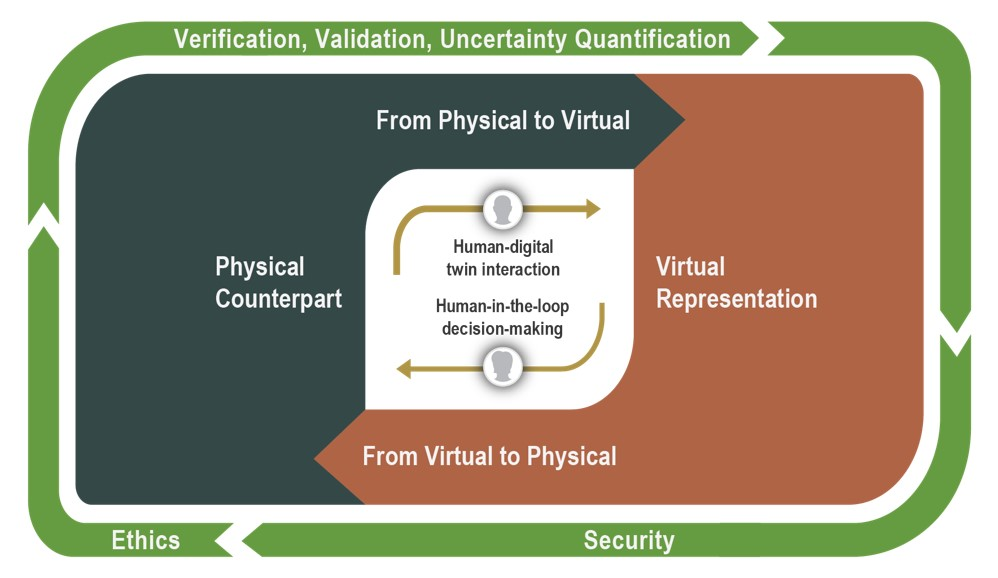 Verification, Validation, Uncertainty Quantification
From Physical to Virtual
Human-digital
twin interaction
Physical
Counterpart
Virtual
Representation
Human-in-the-loop
decision-making
From Virtual to Physical
Ethics
Security